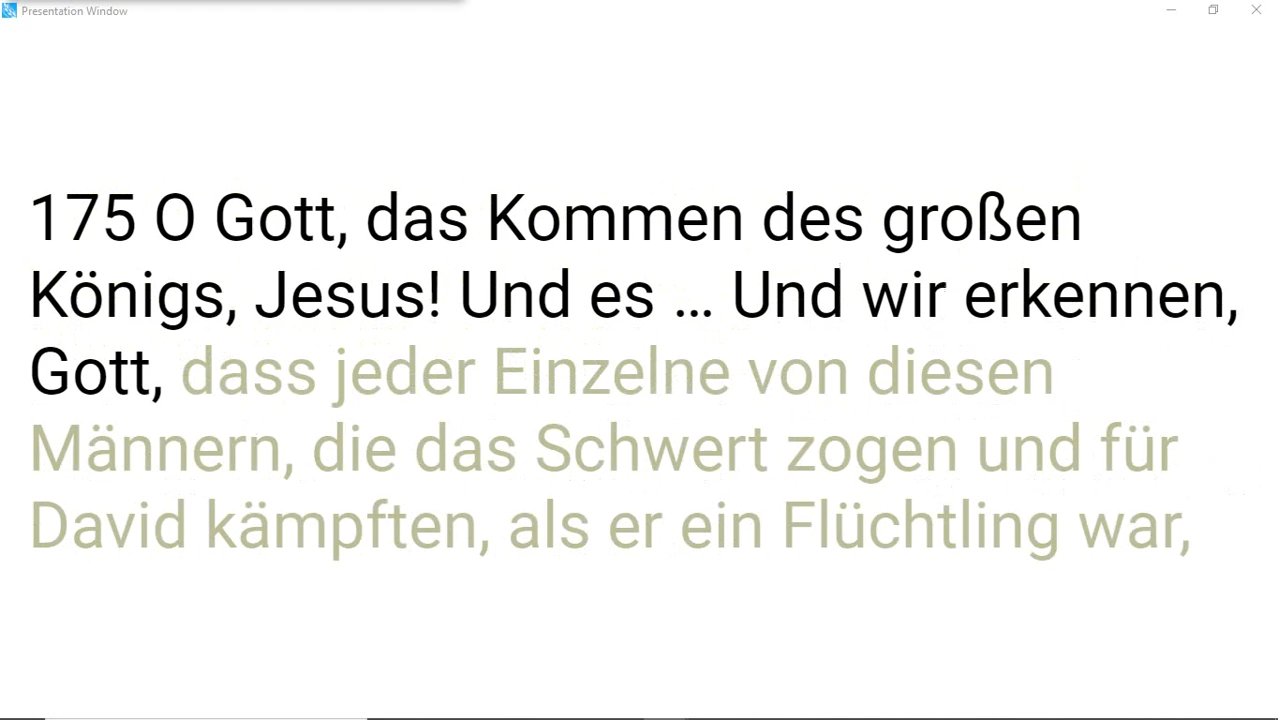 Presentation Window
175 O Gott, das Kommen des großen
Königs, Jesus! Und es ... Und wir erkennen,
Gott, dass jeder Einzelne von diesen
Männern, die das Schwert zogen und für
David kämpften, als er ein Flüchtling war,